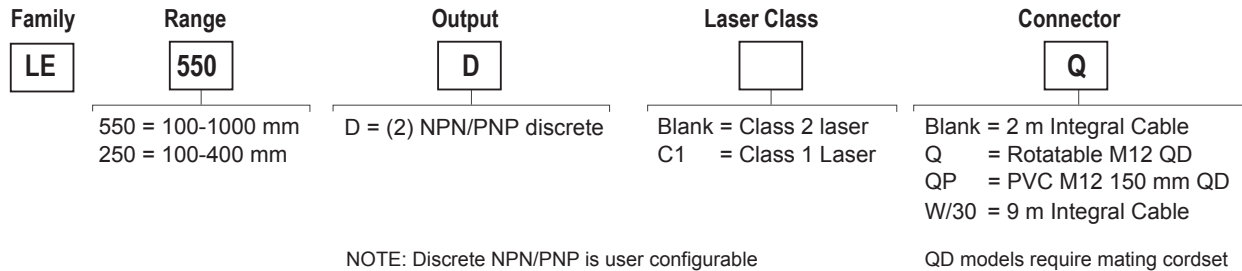 Family Range Output Laser Class Connector
LE 550 D Q
550 = 100-1000 mm
250 = 100-400 mm
D = (2) NPN/PNP discrete
Blank = Class 2 laser
C1 = Class 1 Laser
Blank = 2 m Integral Cable
Q = Rotatable M12 QD
QP = PVC M12 150 mm QD
W/30 = 9 m Integral Cable
NOTE: Discrete NPN/PNP is user configurable
QD models require mating cordset